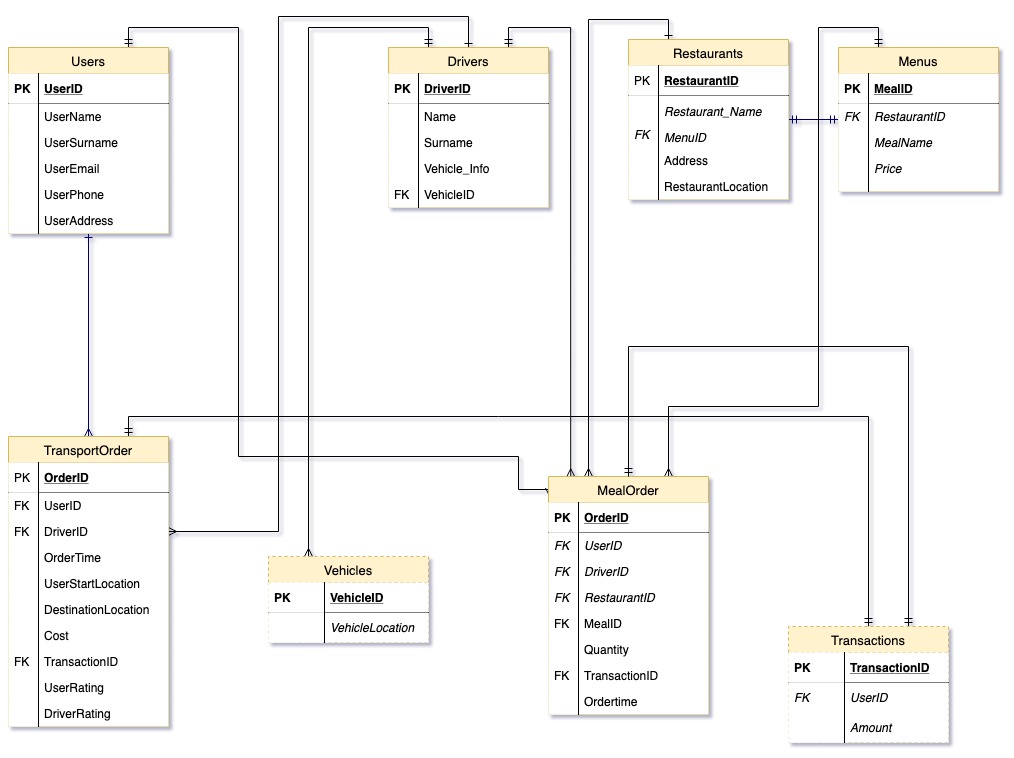 Users
PK UserID
UserName
UserSurname
UserEmail
UserPhone
UserAddress
Drivers
PK DriverID
Name
Surname
Vehicle_Info
FK VehicleID
Restaurants
PK RestaurantID
Restaurant_Name
FK MenuID
Address
RestaurantLocation
Menus
PK MealID
FK RestaurantID
MealName
Price
TransportOrder
PK OrderID
FK UserID
FK DriverID
OrderTime
UserStartLocation
DestinationLocation
Cost
FK TransactionID
UserRating
DriverRating
Vehicles
PK VehicleID
VehicleLocation
MealOrder
PK OrderID
FK UserID
FK DriverID
FK RestaurantID
FK MealID
Quantity
FK TransactionID
Ordertime
Transactions
PK TransactionID
FK UserID
Amount